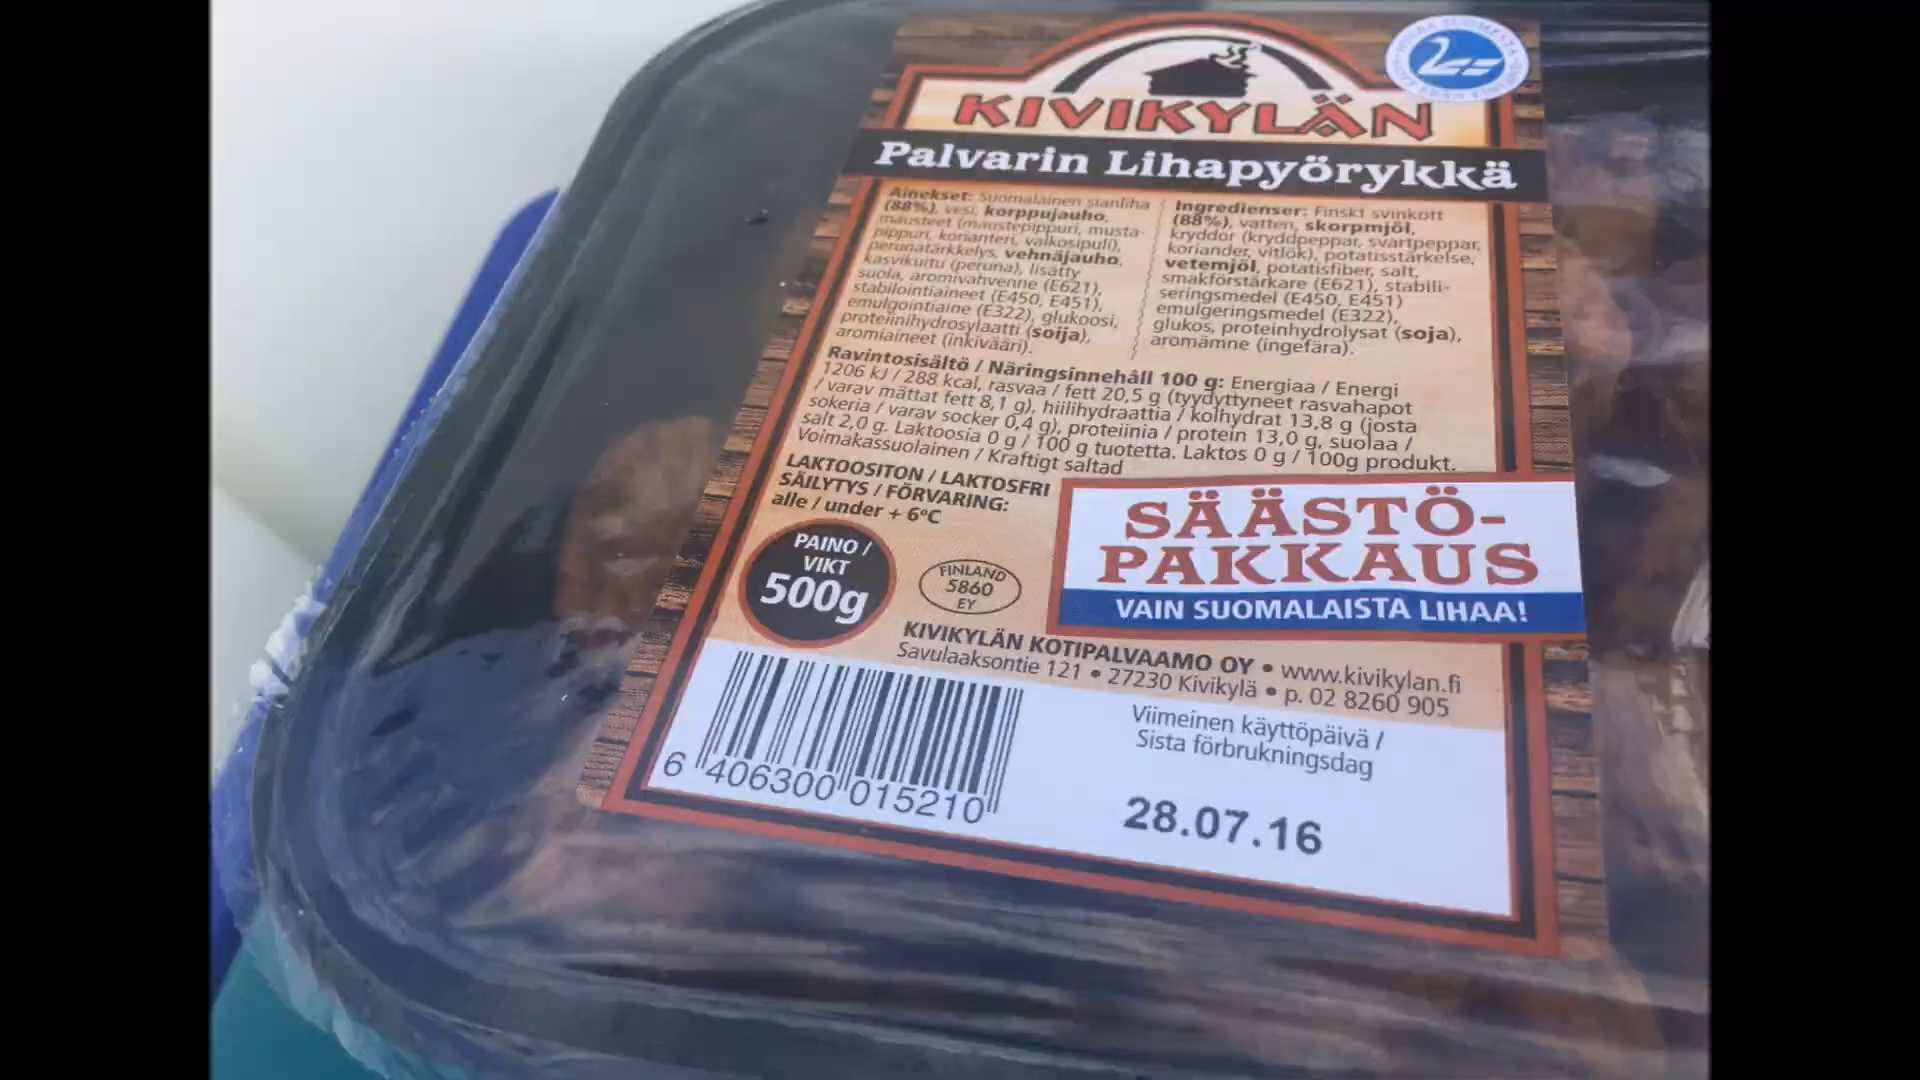 KIVIKYLÄN
Palvarin Lihapyörykkä
Ainekset: Suomalainen sianliha
(88%), vesi, korppujauho,
mausteet (maustepippuri, musta-
pippuri, korianteri, valkosipuli),
perunatärkkelys, vehnäjauho,
kasvikuitu (peruna), lisätty
suola, aromivahvenne (E621),
stabilointiaineet (E450, E451),
emulgointiaine (E322), glukoosi,
proteiinihydrosylaatti (soija),
aromiaineet (inkivääri).
Ingredienser: Finskt svinkött
(88%), vatten, skorpmjöl,
kryddor (kryddpeppar, svartpeppar,
koriander, vitlök), potatisstärkelse,
vetemjöl, potatisfiber, salt,
smakförstärkare (E621), stabili-
seringsmedel (E450, E451)
emulgeringsmedel (E322),
glukos, proteinhydrolysat (soja),
aromämne (ingefära).
Ravintosisältö / Näringsinnehåll 100 g: Energiaa / Energi
1206 kJ / 288 kcal, rasvaa / fett 20,5 g (tyydyttyneet rasvahapot
/ varav mättat fett 8,1 g), hiilihydraattia / kolhydrat 13,8 g (josta
sokeria / varav socker 0,4 g), proteiinia / protein 13,0 g, suolaa /
salt 2,0 g. Laktoosia 0 g / 100 g tuotetta. Laktos 0 g / 100g produkt.
Voimakassuolainen / Kraftigt saltad
LAKTOOSITON / LAKTOSFRI
SÄILYTYS / FÖRVARING:
alle / under + 6ºC
SÄÄSTÖ-
PAKKAUS
VAIN SUOMALAISTA LIHAA!
PAINO /
VIKT
500g
FINLAND
5860
EY
KIVIKYLÄN KOTIPALVAAMO OY • www.kivikylan.fi
Savulaaksontie 121 • 27230 Kivikylä • p. 02 8260 905
Viimeinen käyttöpäivä /
Sista förbrukningsdag
28.07.16
6 406300 015210